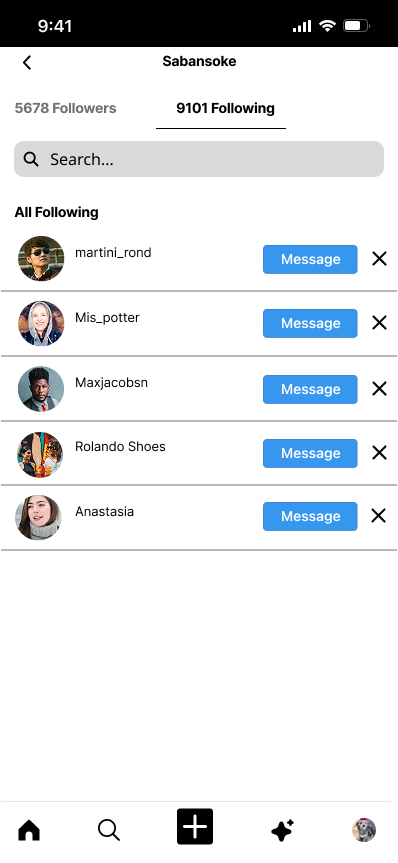 9:41
Sabansoke
5678 Followers 9101 Following
Search...
All Following
martini_rond Message
Mis_potter Message
Maxjacobsn Message
Rolando Shoes Message
Anastasia Message